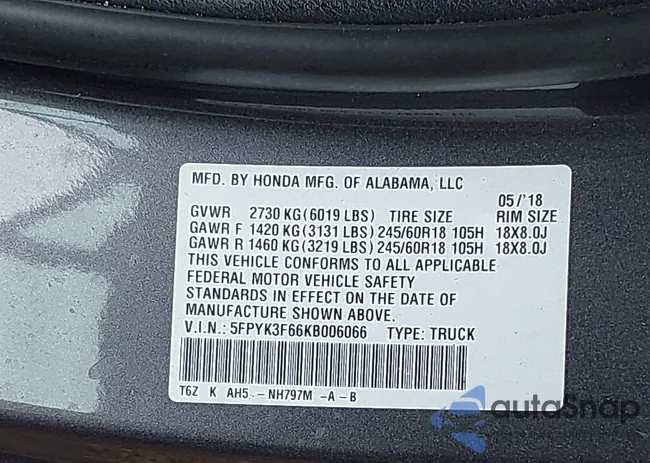 MFD. BY HONDA MFG. OF ALABAMA, LLC
05/'18
GVWR 2730 KG(6019 LBS) TIRE SIZE RIM SIZE
GAWR F 1420 KG(3131 LBS) 245/60R18 105H 18X8.0J
GAWR R 1460 KG(3219 LBS) 245/60R18 105H 18X8.0J
THIS VEHICLE CONFORMS TO ALL APPLICABLE
FEDERAL MOTOR VEHICLE SAFETY
STANDARDS IN EFFECT ON THE DATE OF
MANUFACTURE SHOWN ABOVE.
V.I.N.: 5FPYK3F66KB006066 TYPE: TRUCK
T6Z K AH5 -NH797M -A-B
autoSnap